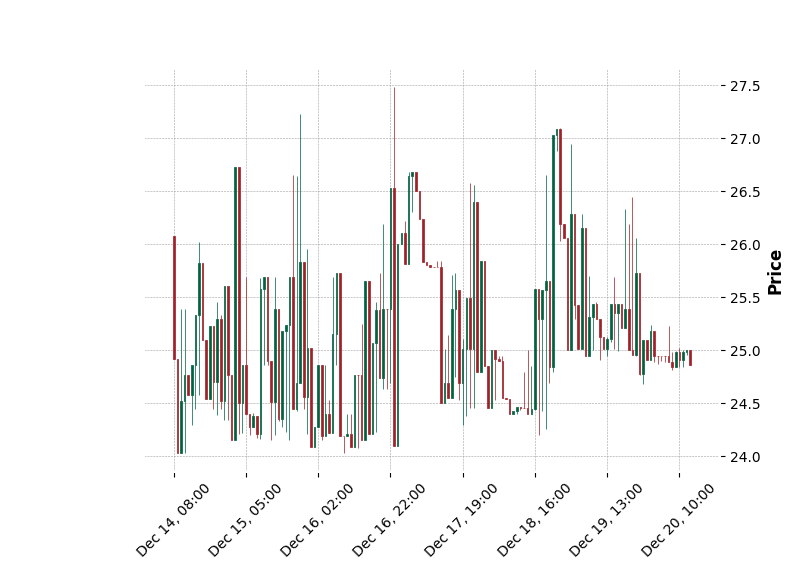 27.5
27.0
26.5
26.0
25.5
25.0
24.5
24.0
Price
Dec 14, 08:00
Dec 15, 05:00
Dec 16, 02:00
Dec 16, 22:00
Dec 17, 19:00
Dec 18, 16:00
Dec 19, 13:00
Dec 20, 10:00